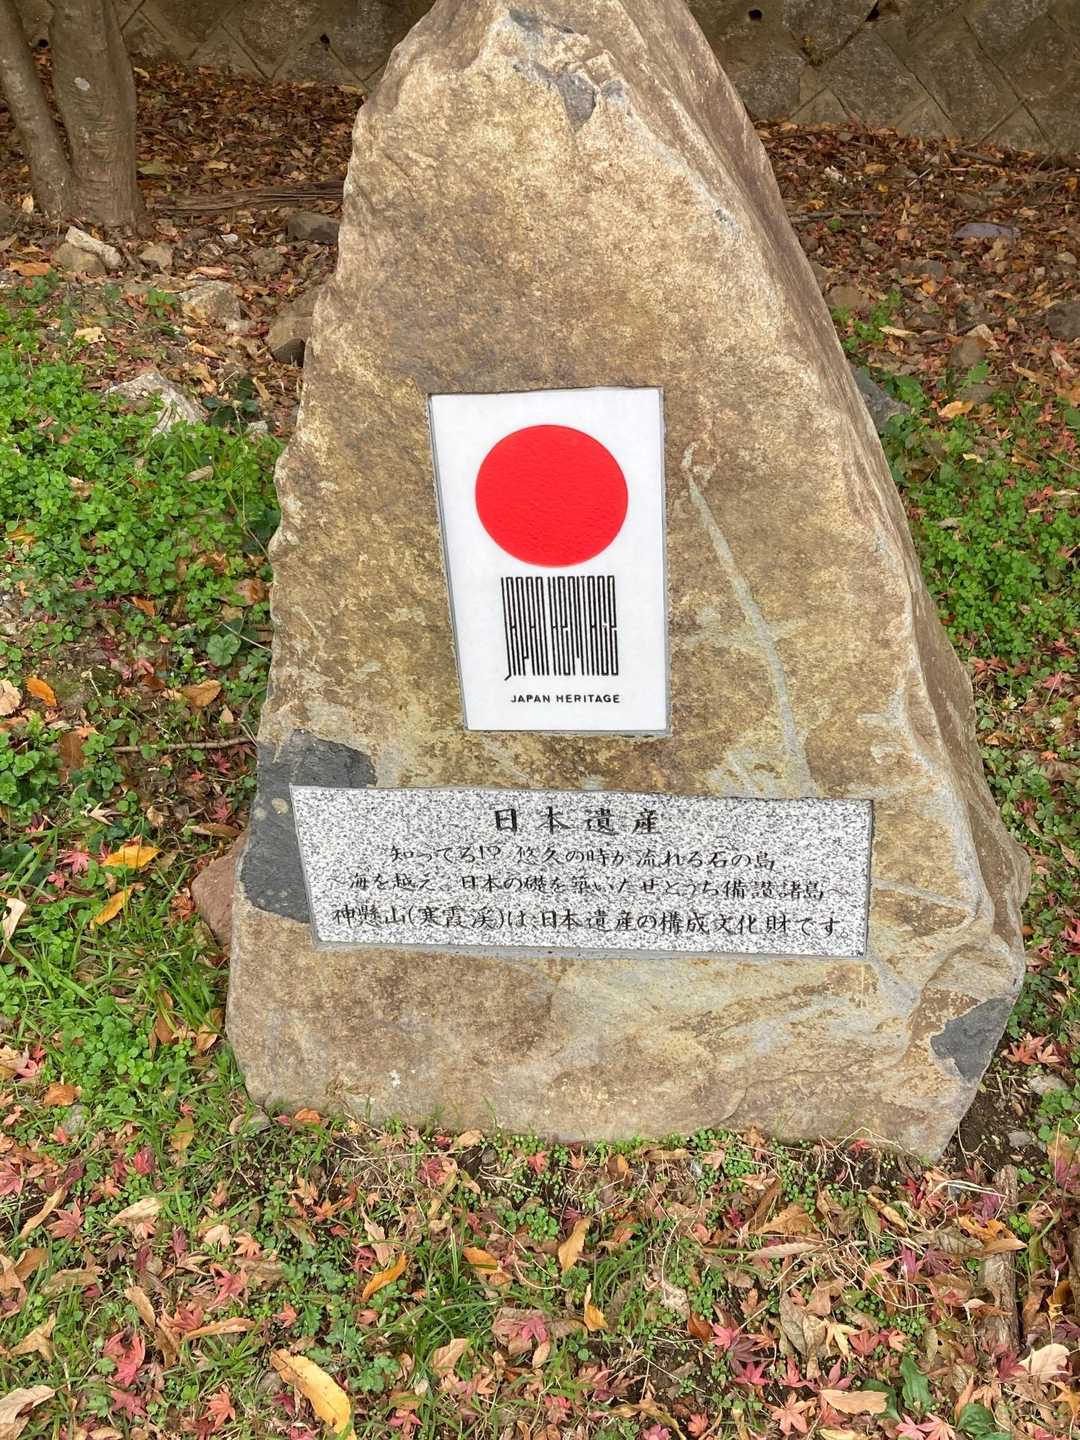 JAPAN HERITAGE
JAPAN HERITAGE
日本遺産
知ってる!? 悠久の時が流れる石の島
～海を越え、日本の礎を築いたせとうち備讃諸島～
神懸山(寒霞渓)は、日本遺産の構成文化財です。